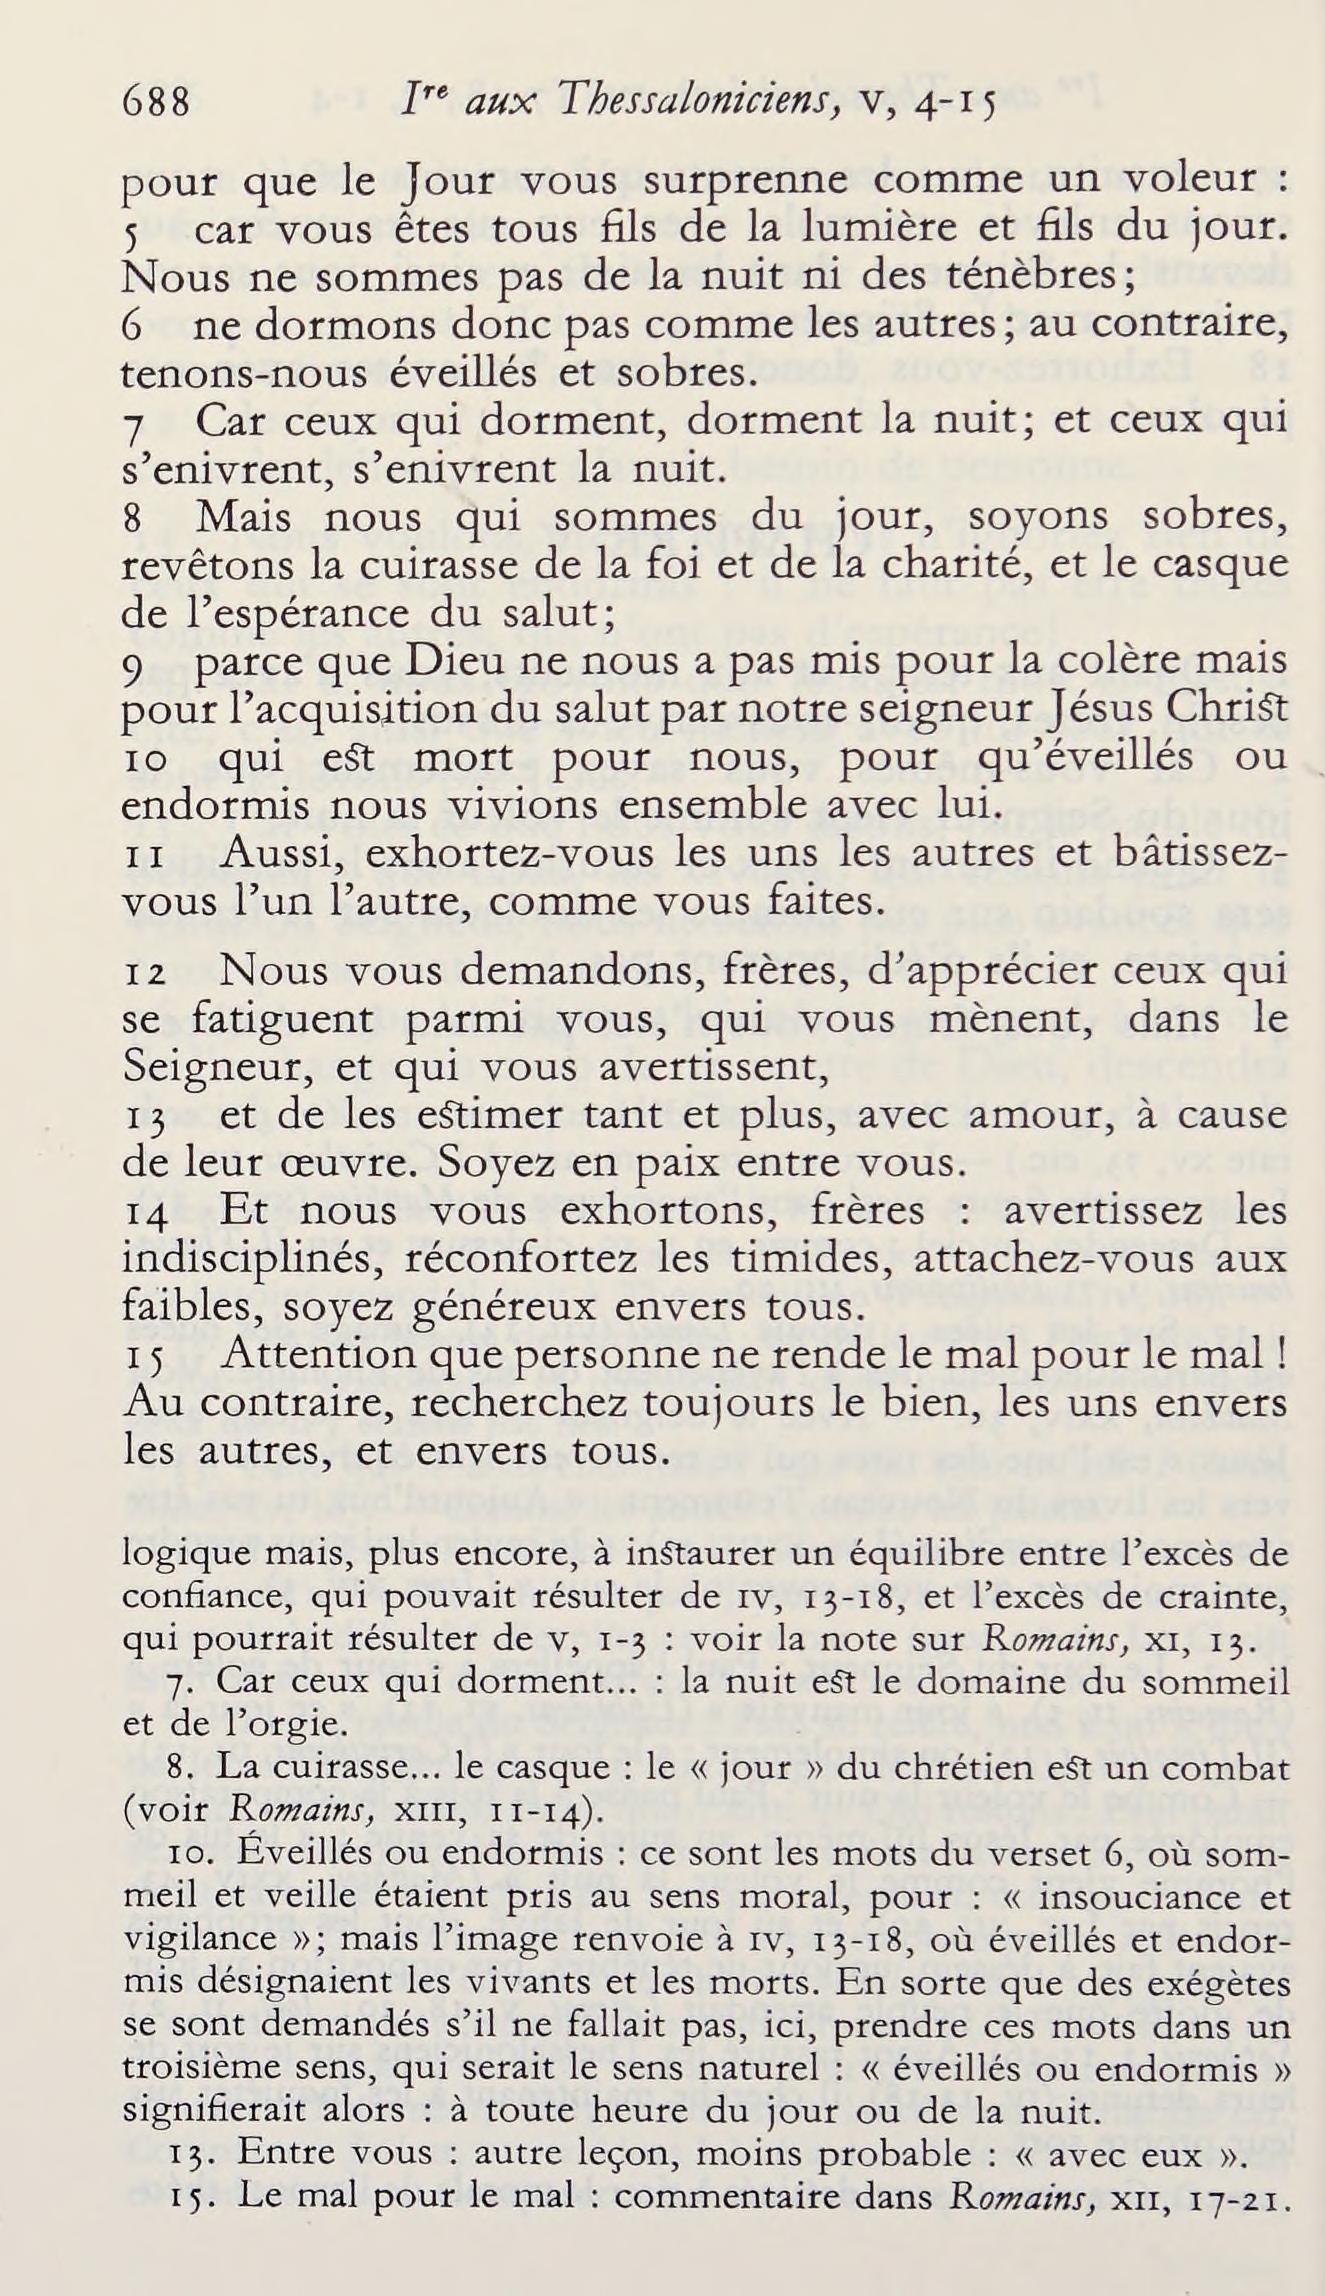 688 Ire aux Thessaloniciens, V, 4-15
pour que le Jour vous surprenne comme un voleur :
5 car vous êtes tous fils de la lumière et fils du jour.
Nous ne sommes pas de la nuit ni des ténèbres ;
6 ne dormons donc pas comme les autres ; au contraire,
tenons-nous éveillés et sobres.
7 Car ceux qui dorment, dorment la nuit ; et ceux qui
s’enivrent, s’enivrent la nuit.
8 Mais nous qui sommes du jour, soyons sobres,
revêtons la cuirasse de la foi et de la charité, et le casque
de l’espérance du salut ;
9 parce que Dieu ne nous a pas mis pour la colère mais
pour l’acquisition du salut par notre seigneur Jésus Christ
10 qui est mort pour nous, pour qu’éveillés ou
endormis nous vivions ensemble avec lui.
11 Aussi, exhortez-vous les uns les autres et bâtissez-
vous l’un l’autre, comme vous faites.
12 Nous vous demandons, frères, d’apprécier ceux qui
se fatiguent parmi vous, qui vous mènent, dans le
Seigneur, et qui vous avertissent,
13 et de les estimer tant et plus, avec amour, à cause
de leur œuvre. Soyez en paix entre vous.
14 Et nous vous exhortons, frères : avertissez les
indisciplinés, réconfortez les timides, attachez-vous aux
faibles, soyez généreux envers tous.
15 Attention que personne ne rende le mal pour le mal !
Au contraire, recherchez toujours le bien, les uns envers
les autres, et envers tous.
logique mais, plus encore, à instaurer un équilibre entre l’excès de
confiance, qui pouvait résulter de IV, 13-18, et l’excès de crainte,
qui pourrait résulter de V, 1-3 : voir la note sur Romains, XI, 13.
7. Car ceux qui dorment... : la nuit est le domaine du sommeil
et de l’orgie.
8. La cuirasse... le casque : le « jour » du chrétien est un combat
(voir Romains, XIII, 11-14).
10. Éveillés ou endormis : ce sont les mots du verset 6, où som-
meil et veille étaient pris au sens moral, pour : « insouciance et
vigilance » ; mais l’image renvoie à IV, 13-18, où éveillés et endor-
mis désignaient les vivants et les morts. En sorte que des exégètes
se sont demandés s’il ne fallait pas, ici, prendre ces mots dans un
troisième sens, qui serait le sens naturel : « éveillés ou endormis »
signifierait alors : à toute heure du jour ou de la nuit.
13. Entre vous : autre leçon, moins probable : « avec eux ».
15. Le mal pour le mal : commentaire dans Romains, XII, 17-21.